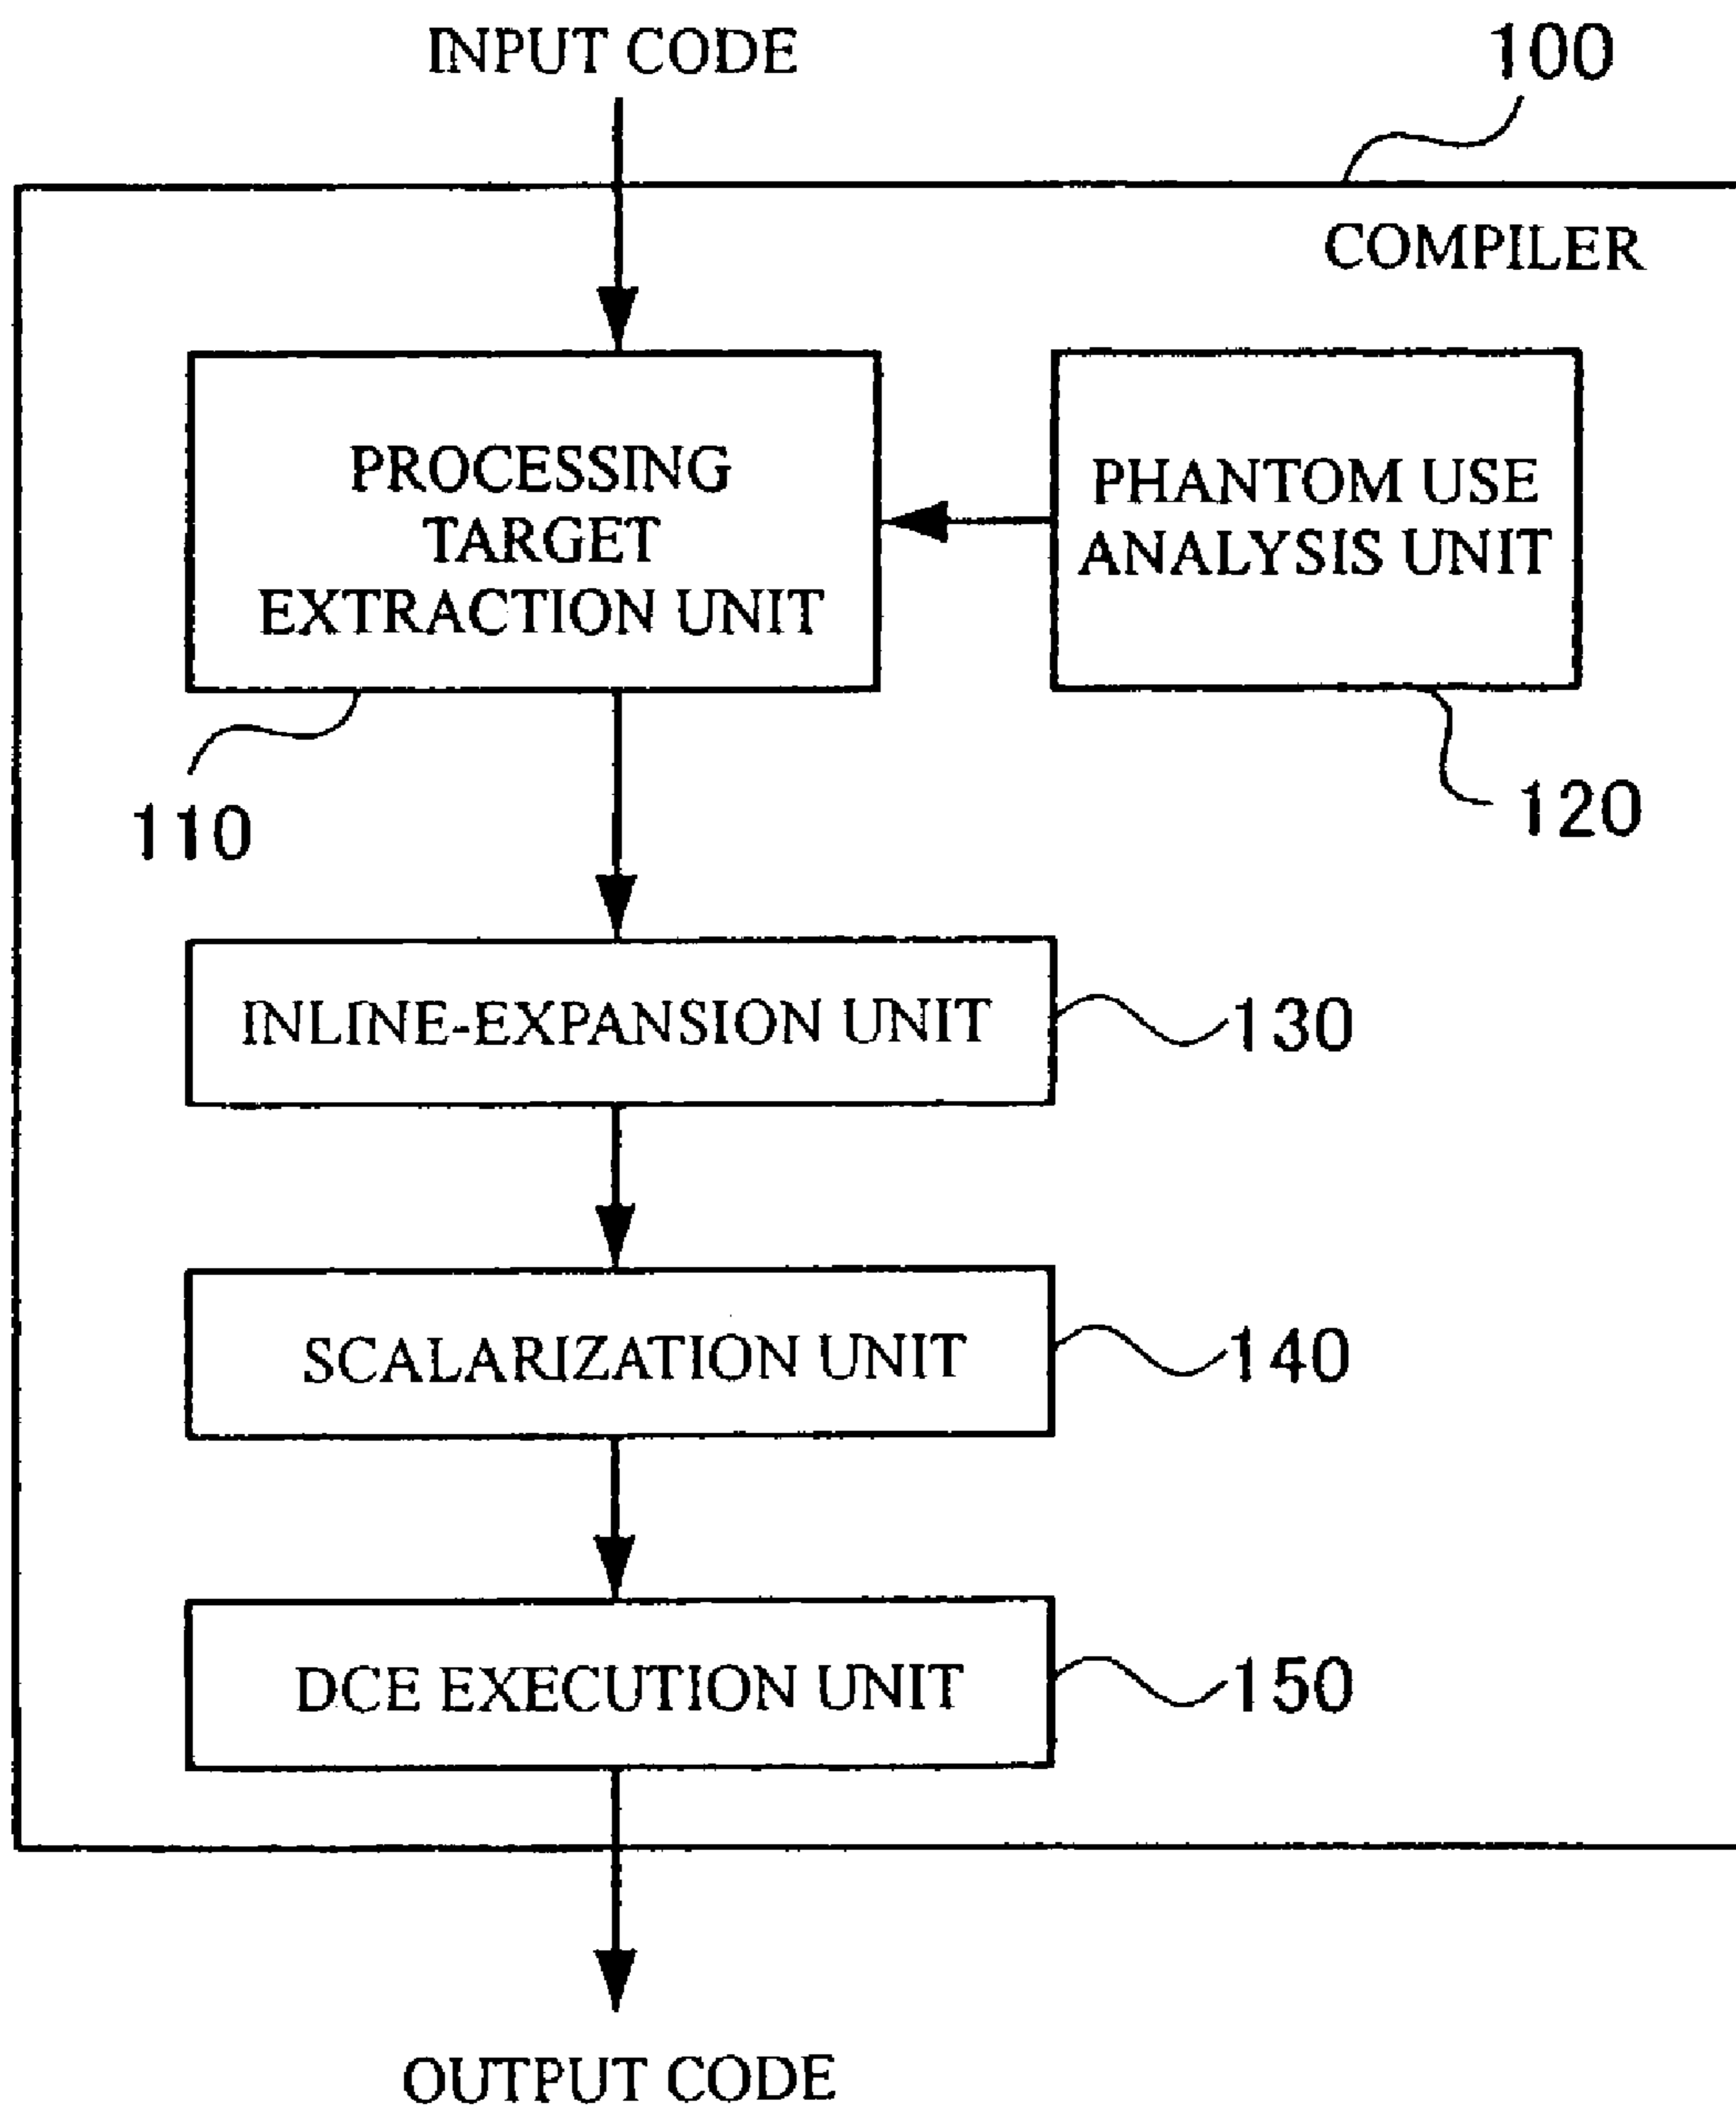 INPUT CODE
100
COMPILER
PROCESSING
TARGET
EXTRACTION UNIT
PHANTOM USE
ANALYSIS UNIT
110
120
INLINE-EXPANSION UNIT
130
SCALARIZATION UNIT
140
DCE EXECUTION UNIT
150
OUTPUT CODE